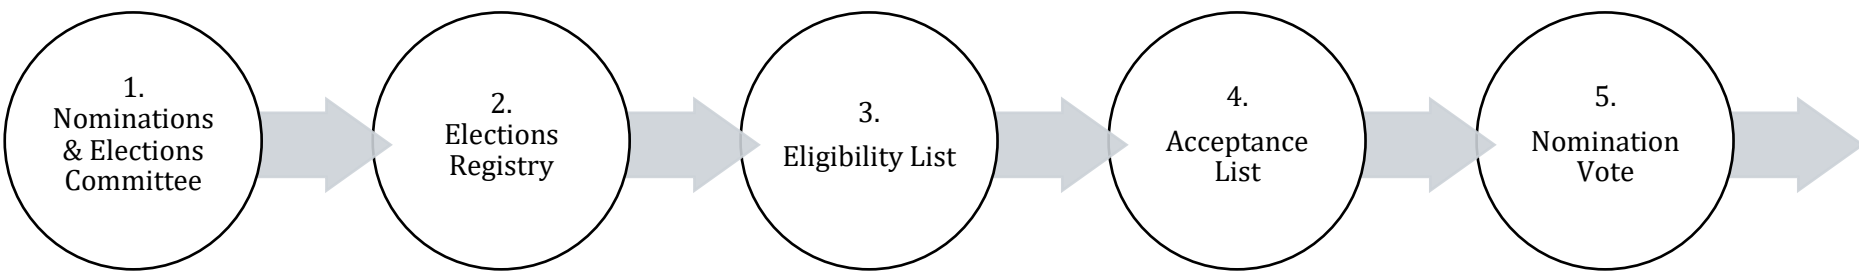 1.
Nominations
& Elections
Committee
2.
Elections
Registry
3.
Eligibility List
4.
Acceptance
List
5.
Nomination
Vote